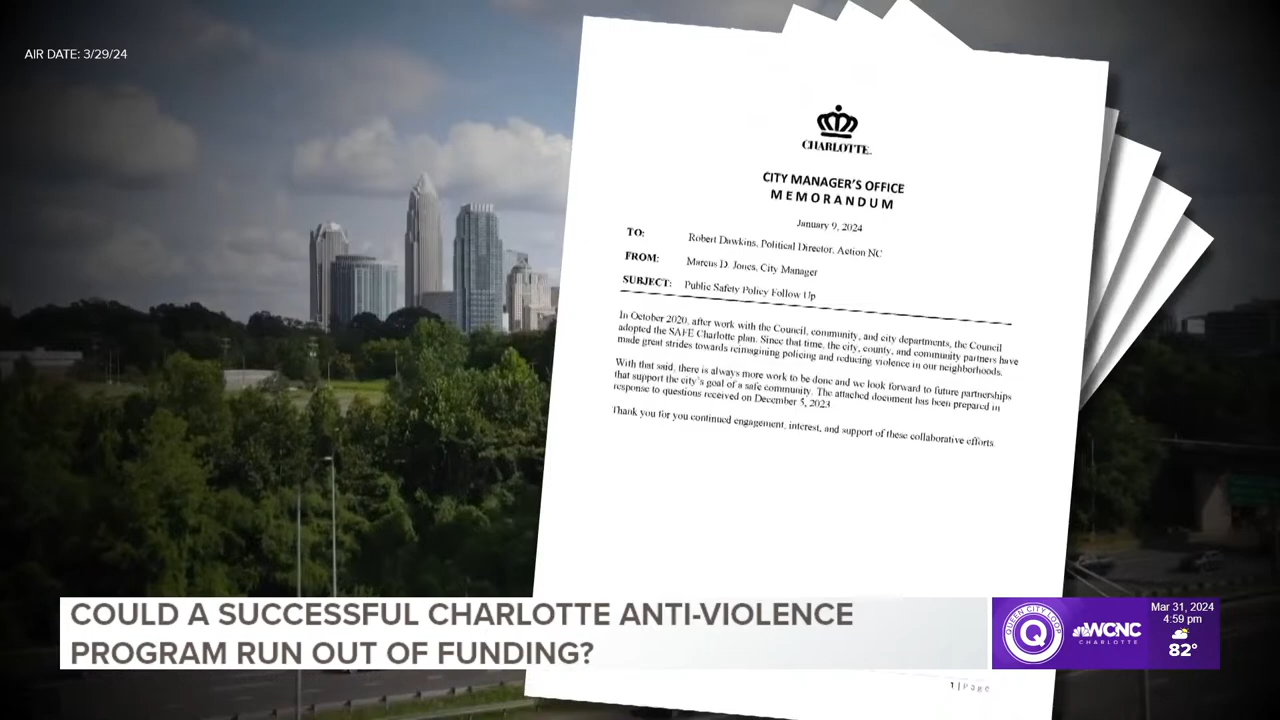 AIR DATE: 3/29/24
CHARLOTTE.
CITY MANAGER'S OFFICE
MEMORANDUM
January 9, 2024
TO: Robert Dawkins, Political Director, Action NC
FROM: Marcus D. Jones, City Manager
SUBJECT: Public Safety Policy Follow Up
In October 2020, after work with the Council, community, and city departments, the Council
adopted the SAFE Charlotte plan. Since that time, the city, county, and community partners have
made great strides towards reimagining policing and reducing violence in our neighborhoods.
With that said, there is always more work to be done and we look forward to future partnerships
that support the city's goal of a safe community. The attached document has been prepared in
response to questions received on December 5, 2023
Thank you for you continued engagement, interest, and support of these collaborative efforts.
1 | Page
COULD A SUCCESSFUL CHARLOTTE ANTI-VIOLENCE
PROGRAM RUN OUT OF FUNDING?
QUEEN CITY LOOP
Q
WCNC
CHARLOTTE
Mar 31, 2024
4:59 pm
82°